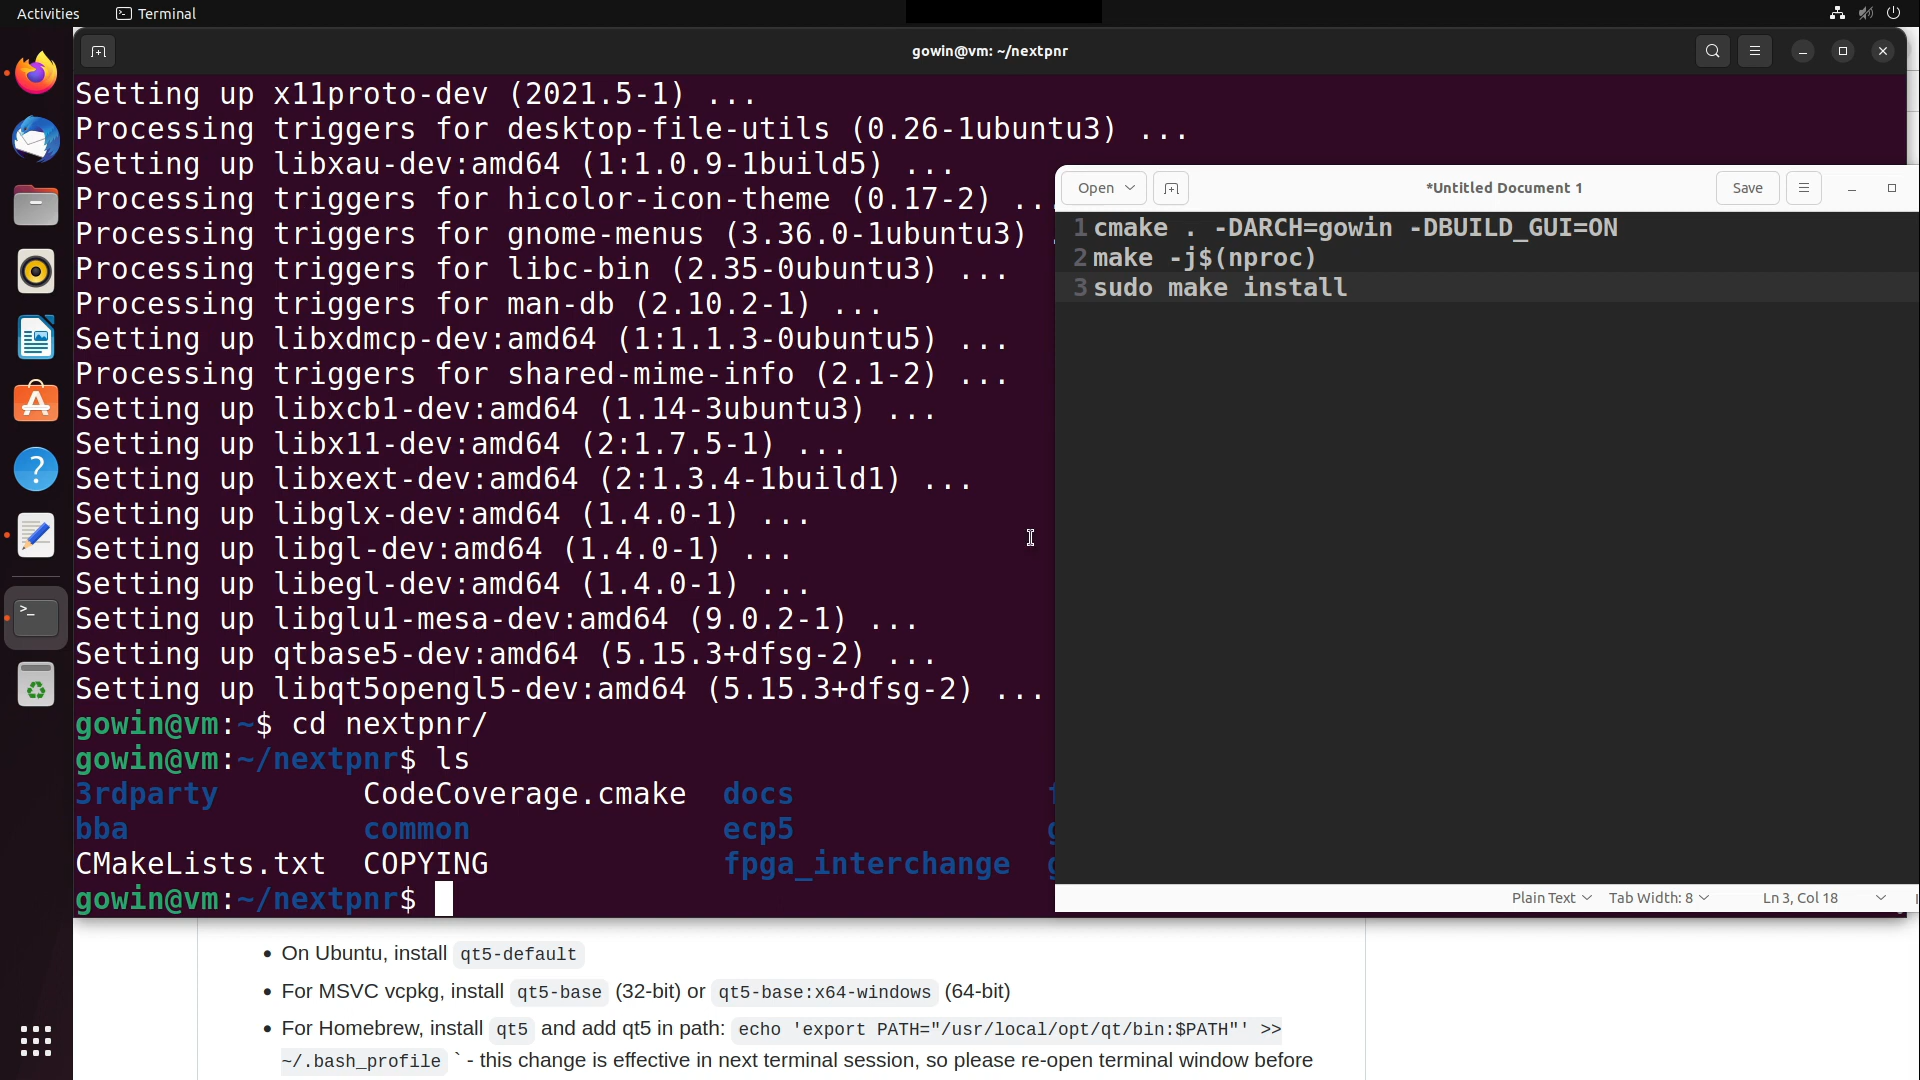 Activities
Terminal
gowin@vm: ~/nextpnr
Setting up x11proto-dev (2021.5-1) ...
Processing triggers for desktop-file-utils (0.26-1ubuntu3) ...
Setting up libxau-dev:amd64 (1:1.0.9-1build5) ...
Processing triggers for hicolor-icon-theme (0.17-2) ...
Processing triggers for gnome-menus (3.36.0-1ubuntu3) .
Processing triggers for libc-bin (2.35-0ubuntu3) ...
Processing triggers for man-db (2.10.2-1) ...
Setting up libxdmcp-dev:amd64 (1:1.1.3-0ubuntu5) ...
Processing triggers for shared-mime-info (2.1-2) ...
Setting up libxcb1-dev:amd64 (1.14-3ubuntu3) ...
Setting up libx11-dev:amd64 (2:1.7.5-1) ...
Setting up libxext-dev:amd64 (2:1.3.4-1build1) ...
Setting up libglx-dev:amd64 (1.4.0-1) ...
Setting up libgl-dev:amd64 (1.4.0-1) ...
Setting up libegl-dev:amd64 (1.4.0-1) ...
Setting up libglu1-mesa-dev:amd64 (9.0.2-1) ...
Setting up qtbase5-dev:amd64 (5.15.3+dfsg-2) ...
Setting up libqt5opengl5-dev:amd64 (5.15.3+dfsg-2) ...
gowin@vm:~$ cd nextpnr/
gowin@vm:~/nextpnr$ ls
3rdparty CodeCoverage.cmake docs
bba common ecp5
CMakeLists.txt COPYING fpga_interchange
gowin@vm:~/nextpnr$
Open
*Untitled Document 1
Save
1 cmake . -DARCH=gowin -DBUILD_GUI=ON
2 make -j$(nproc)
3 sudo make install
Plain Text Tab Width: 8 Ln 3, Col 18
• On Ubuntu, install qt5-default
• For MSVC vcpkg, install qt5-base (32-bit) or qt5-base:x64-windows (64-bit)
• For Homebrew, install qt5 and add qt5 in path: echo 'export PATH="/usr/local/opt/qt/bin:$PATH"' >>
~/.bash_profile ` - this change is effective in next terminal session, so please re-open terminal window before